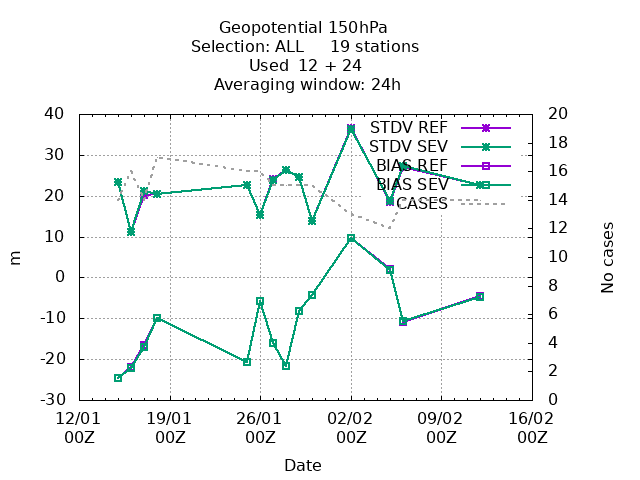 Geopotential 150hPa
Selection: ALL     19 stations
Used  12 + 24
Averaging window: 24h
STDV REF
STDV SEV
BIAS REF
BIAS SEV
CASES
40
30
20
10
0
-10
-20
-30
m
20
18
16
14
12
10
8
6
4
2
0
No cases
12/01 19/01 26/01 02/02 09/02 16/02
00Z 00Z 00Z 00Z 00Z 00Z
Date